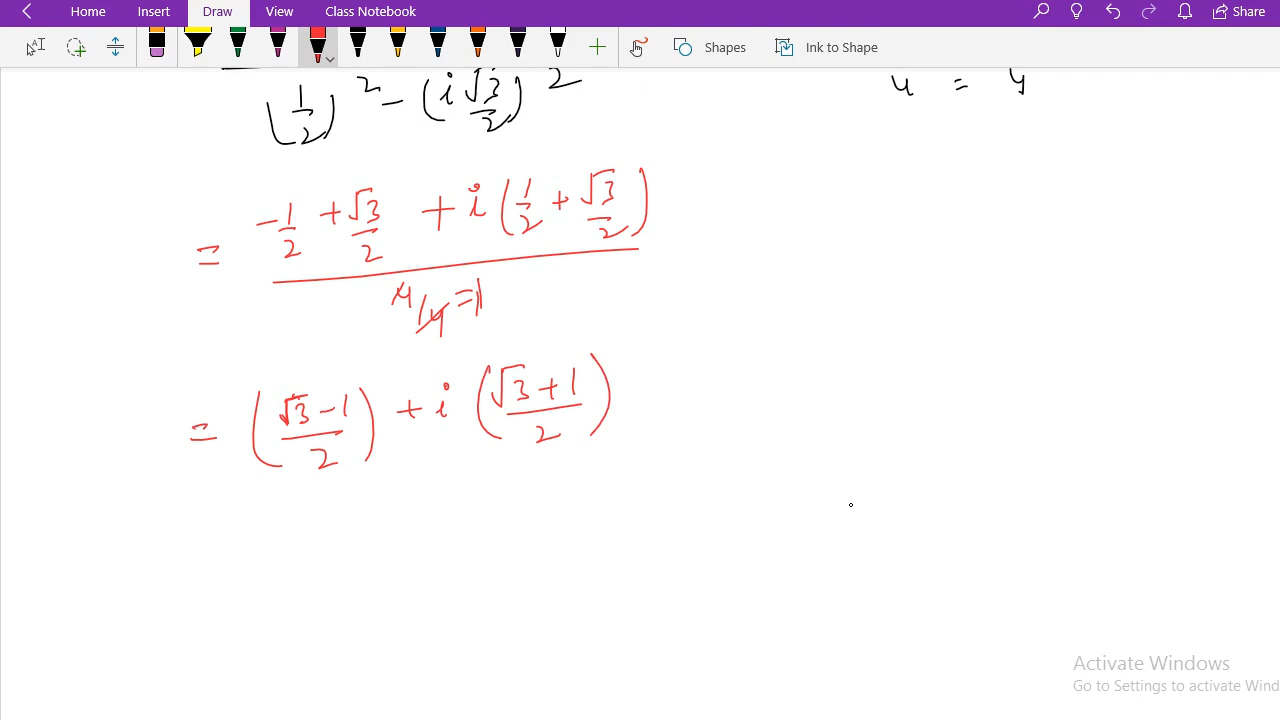 Home Insert Draw View Class Notebook Share
Shapes Ink to Shape
(1/2)² - (i √3/2)²
4 = 4
= (-1/2 + √3/2 + i (1/2 + √3/2)) / (4/4 = 1)
= ((√3 - 1)/2) + i ((√3 + 1)/2)
Activate Windows
Go to Settings to activate Wind